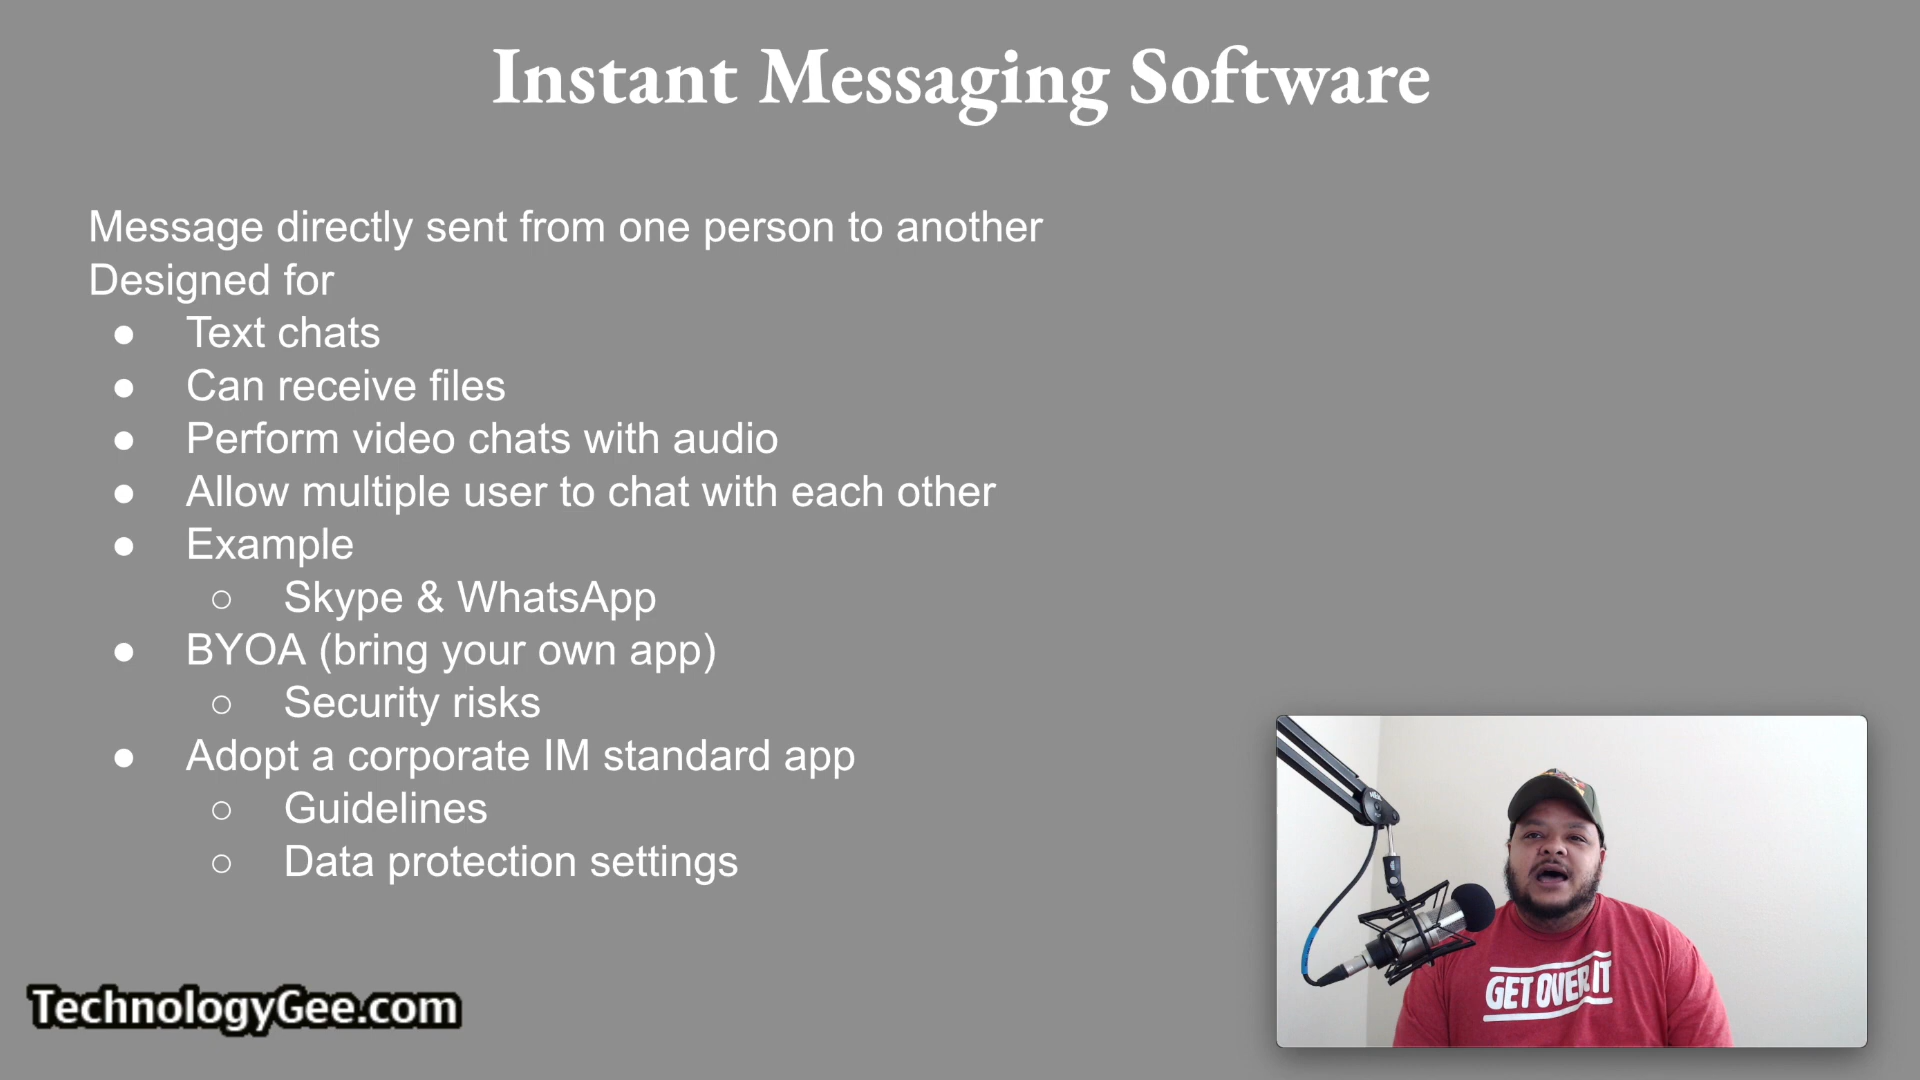 Instant Messaging Software
Message directly sent from one person to another
Designed for
● Text chats
● Can receive files
● Perform video chats with audio
● Allow multiple user to chat with each other
● Example
○ Skype & WhatsApp
● BYOA (bring your own app)
○ Security risks
● Adopt a corporate IM standard app
○ Guidelines
○ Data protection settings
TechnologyGee.com
GET OVER IT